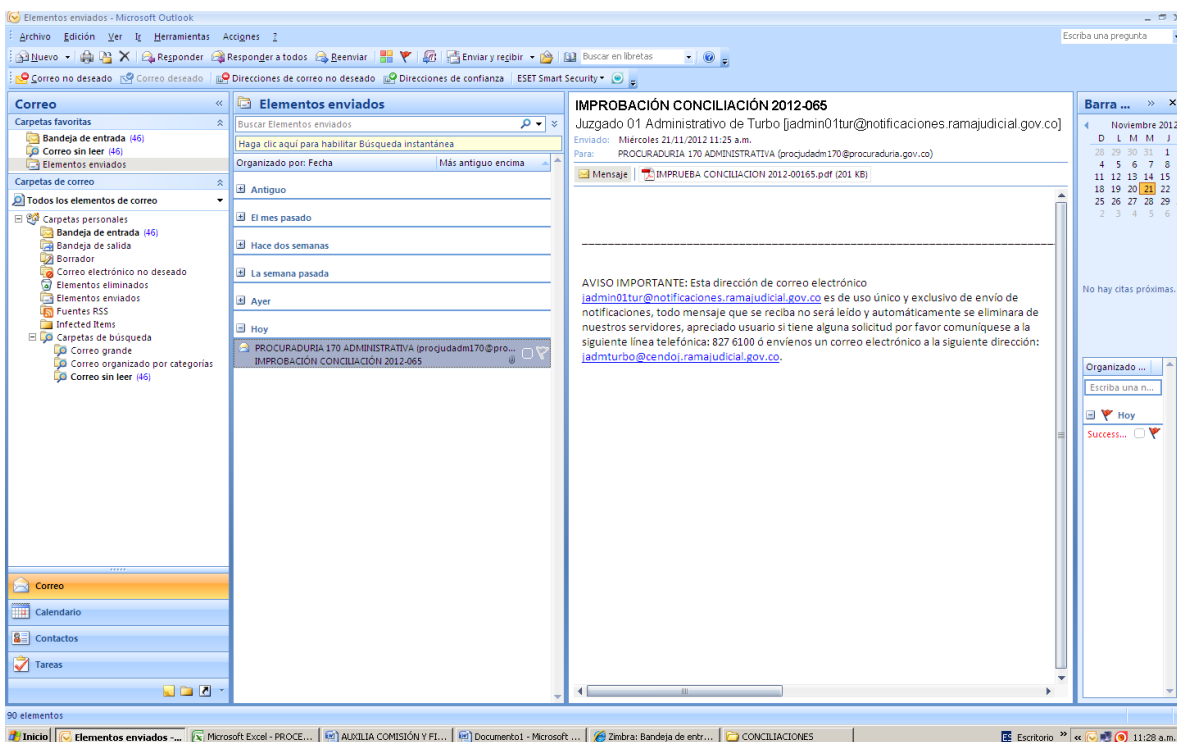 Elementos enviados - Microsoft Outlook
Archivo Edición Ver Ir Herramientas Acciones ?
Escriba una pregunta
Nuevo Responder Responder a todos Reenviar Enviar y recibir Buscar en libretas
Correo no deseado Correo deseado Direcciones de correo no deseado Direcciones de confianza ESET Smart Security
Correo
Carpetas favoritas
Bandeja de entrada (46)
Correo sin leer (46)
Elementos enviados
Carpetas de correo
Todos los elementos de correo
Carpetas personales
Bandeja de entrada (46)
Bandeja de salida
Borrador
Correo electrónico no deseado
Elementos eliminados
Elementos enviados
Fuentes RSS
Infected Items
Carpetas de búsqueda
Correo grande
Correo organizado por categorías
Correo sin leer (46)
Correo
Calendario
Contactos
Tareas
Elementos enviados
Buscar Elementos enviados
Haga clic aquí para habilitar Búsqueda instantánea
Organizado por: Fecha Más antiguo encima
Antiguo
El mes pasado
Hace dos semanas
La semana pasada
Ayer
Hoy
PROCURADURIA 170 ADMINISTRATIVA (procjudadm170@pro...
IMPROBACIÓN CONCILIACIÓN 2012-065
IMPROBACIÓN CONCILIACIÓN 2012-065
Juzgado 01 Administrativo de Turbo [jadmin01tur@notificaciones.ramajudicial.gov.co]
Enviado: Miércoles 21/11/2012 11:25 a.m.
Para: PROCURADURIA 170 ADMINISTRATIVA (procjudadm170@procuraduria.gov.co)
Mensaje IMPRUEBA CONCILIACION 2012-00165.pdf (201 KB)
AVISO IMPORTANTE: Esta dirección de correo electrónico
jadmin01tur@notificaciones.ramajudicial.gov.co es de uso único y exclusivo de envío de
notificaciones, todo mensaje que se reciba no será leído y automáticamente se eliminara de
nuestros servidores, apreciado usuario si tiene alguna solicitud por favor comuníquese a la
siguiente línea telefónica: 827 6100 ó envíenos un correo electrónico a la siguiente dirección:
jadmturbo@cendoj.ramajudicial.gov.co.
Barra ... »
Noviembre 2012
D L M M J
28 29 30 31 1
4 5 6 7 8
11 12 13 14 15
18 19 20 21 22
25 26 27 28 29
2 3 4 5 6
No hay citas próximas.
Organizado ...
Escriba una n...
Hoy
Success...
90 elementos
Inicio Elementos enviados -... Microsoft Excel - PROCE... AUXILIA COMISIÓN Y FI... Documento1 - Microsoft ... Zimbra: Bandeja de entr... CONCILIACIONES Escritorio » « 11:28 a.m.